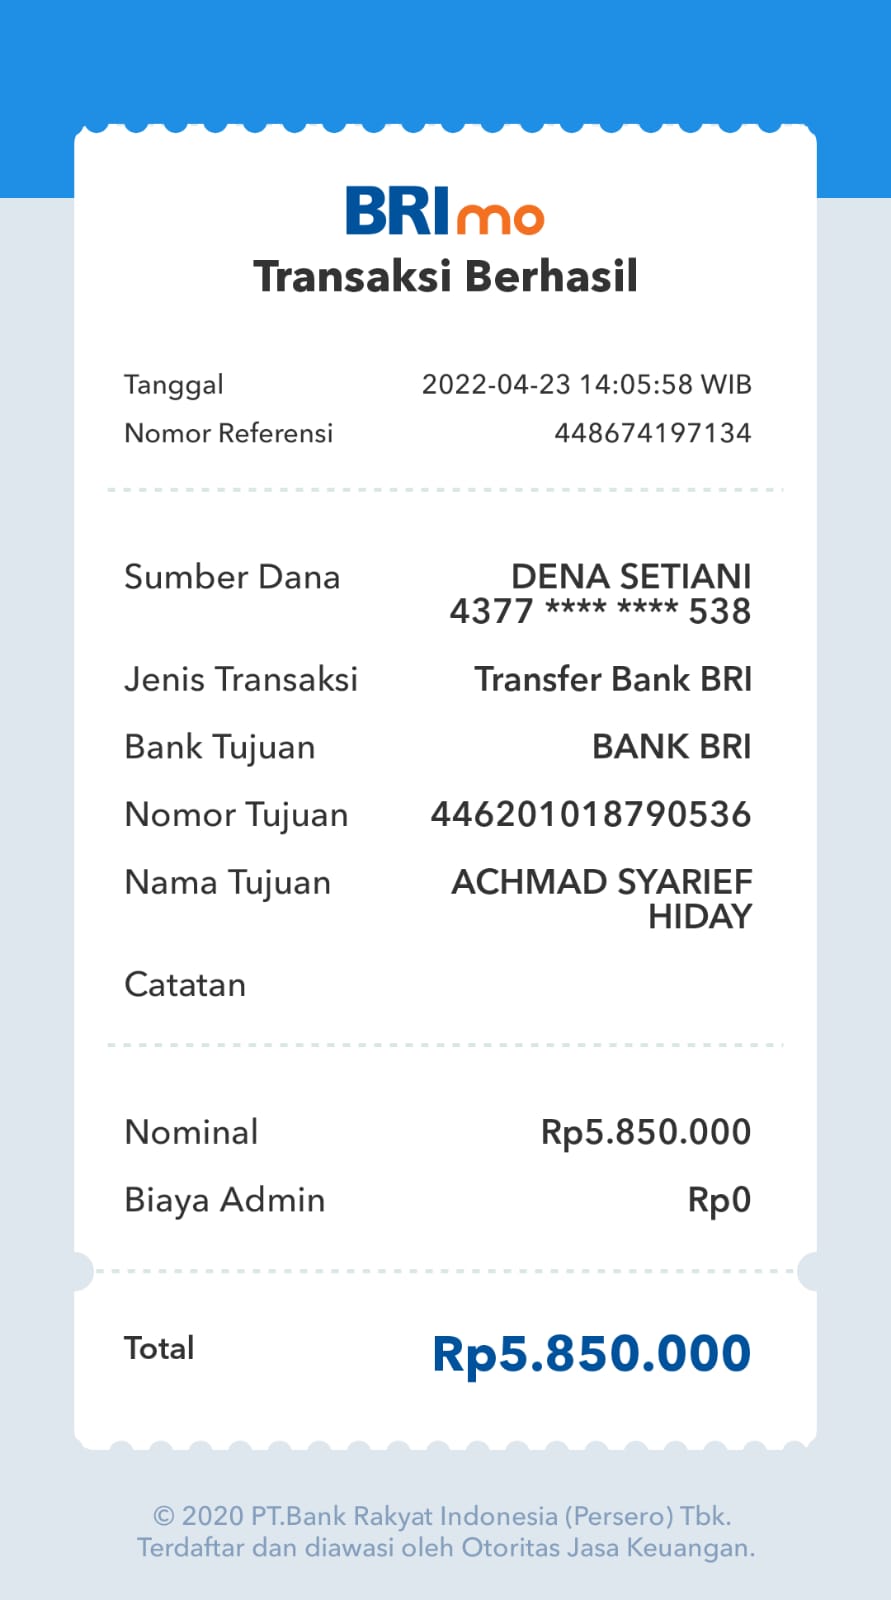 BRImo
Transaksi Berhasil
Tanggal 2022-04-23 14:05:58 WIB
Nomor Referensi 448674197134
Sumber Dana DENA SETIANI
4377 **** **** 538
Jenis Transaksi Transfer Bank BRI
Bank Tujuan BANK BRI
Nomor Tujuan 446201018790536
Nama Tujuan ACHMAD SYARIEF
HIDAY
Catatan
Nominal Rp5.850.000
Biaya Admin Rp0
Total Rp5.850.000
© 2020 PT.Bank Rakyat Indonesia (Persero) Tbk.
Terdaftar dan diawasi oleh Otoritas Jasa Keuangan.